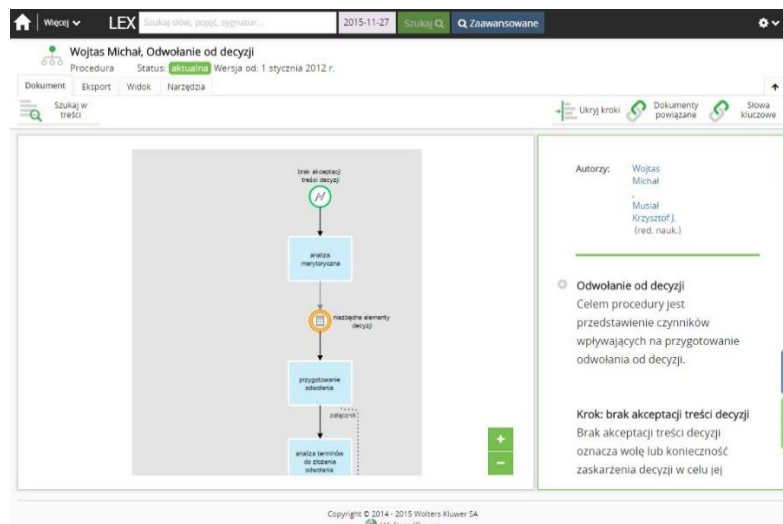 Więcej
LEX
Szukaj słów, pojęć, sygnatur...
2015-11-27
Szukaj
Zaawansowane
Wojtas Michał, Odwołanie od decyzji
Procedura Status: aktualna Wersja od: 1 stycznia 2012 r.
Dokument Eksport Widok Narzędzia
Szukaj w
treści
Ukryj kroki
Dokumenty
powiązane
Słowa
kluczowe
brak akceptacji
treści decyzji
analiza
merytoryczna
niezbędne elementy
decyzji
przygotowanie
odwołania
załącznik
analiza terminów
do złożenia
odwołania
+
−
Autorzy:
Wojtas
Michał
,
Musiał
Krzysztof J.
(red. nauk.)
Odwołanie od decyzji
Celem procedury jest
przedstawienie czynników
wpływających na przygotowanie
odwołania od decyzji.
Krok: brak akceptacji treści decyzji
Brak akceptacji treści decyzji
oznacza wolę lub konieczność
zaskarżenia decyzji w celu jej
Copyright © 2014 - 2015 Wolters Kluwer SA